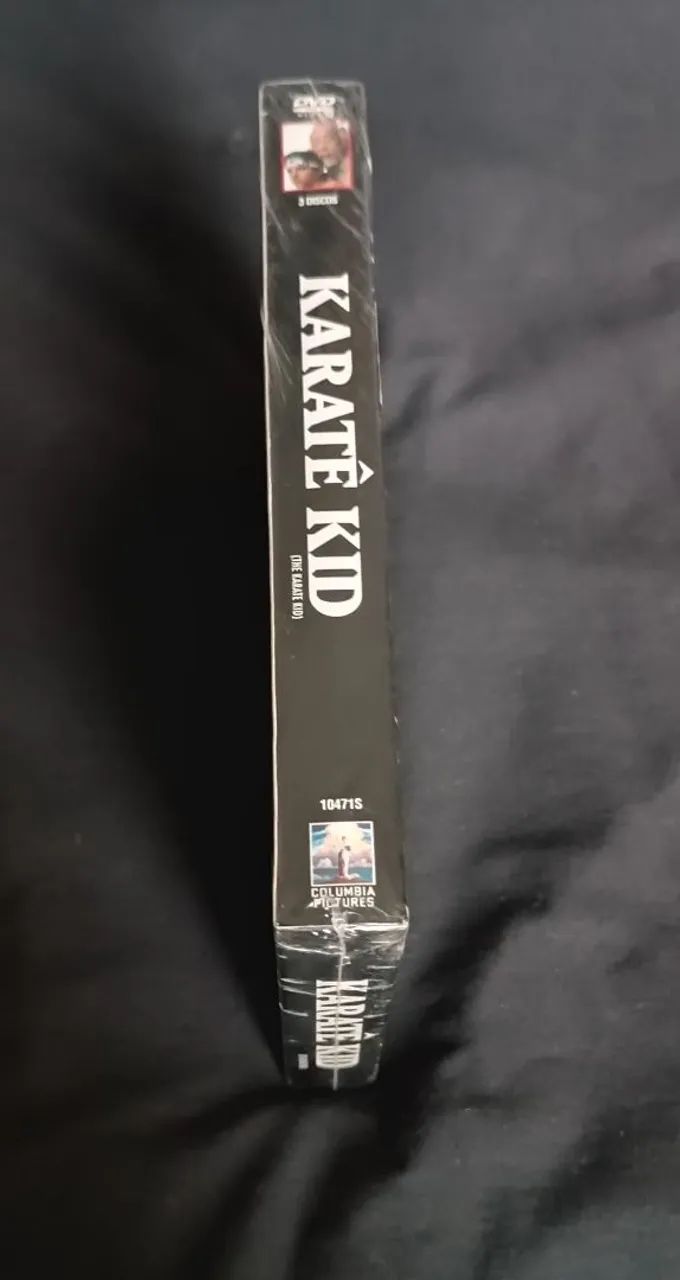 DVD
3 DISCOS
KARATÊ KID
(THE KARATE KID)
10471S
COLUMBIA
PICTURES
KARATÊ KID